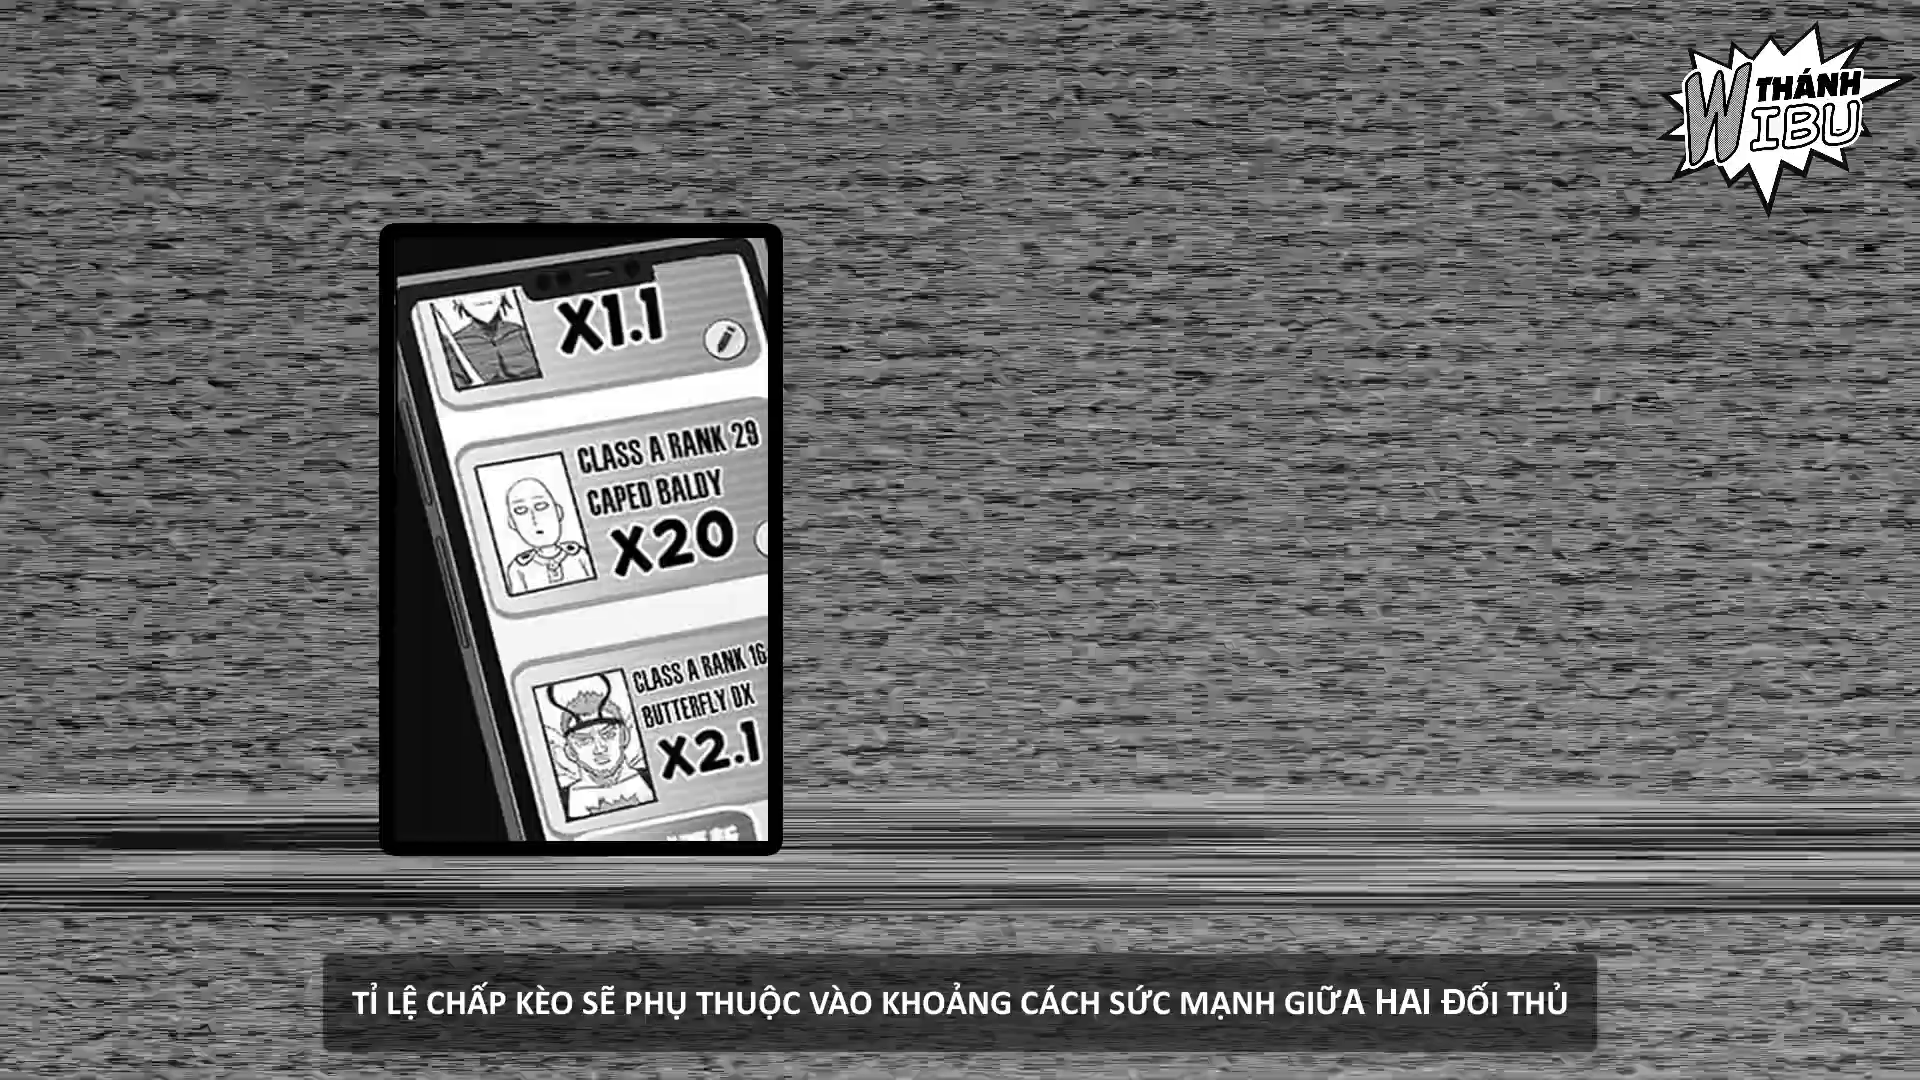 THÁNH
WIBU
X1.1
CLASS A RANK 29
CAPED BALDY
X20
CLASS A RANK 16
BUTTERFLY DX
X2.1
TỈ LỆ CHẤP KÈO SẼ PHỤ THUỘC VÀO KHOẢNG CÁCH SỨC MẠNH GIỮA HAI ĐỐI THỦ